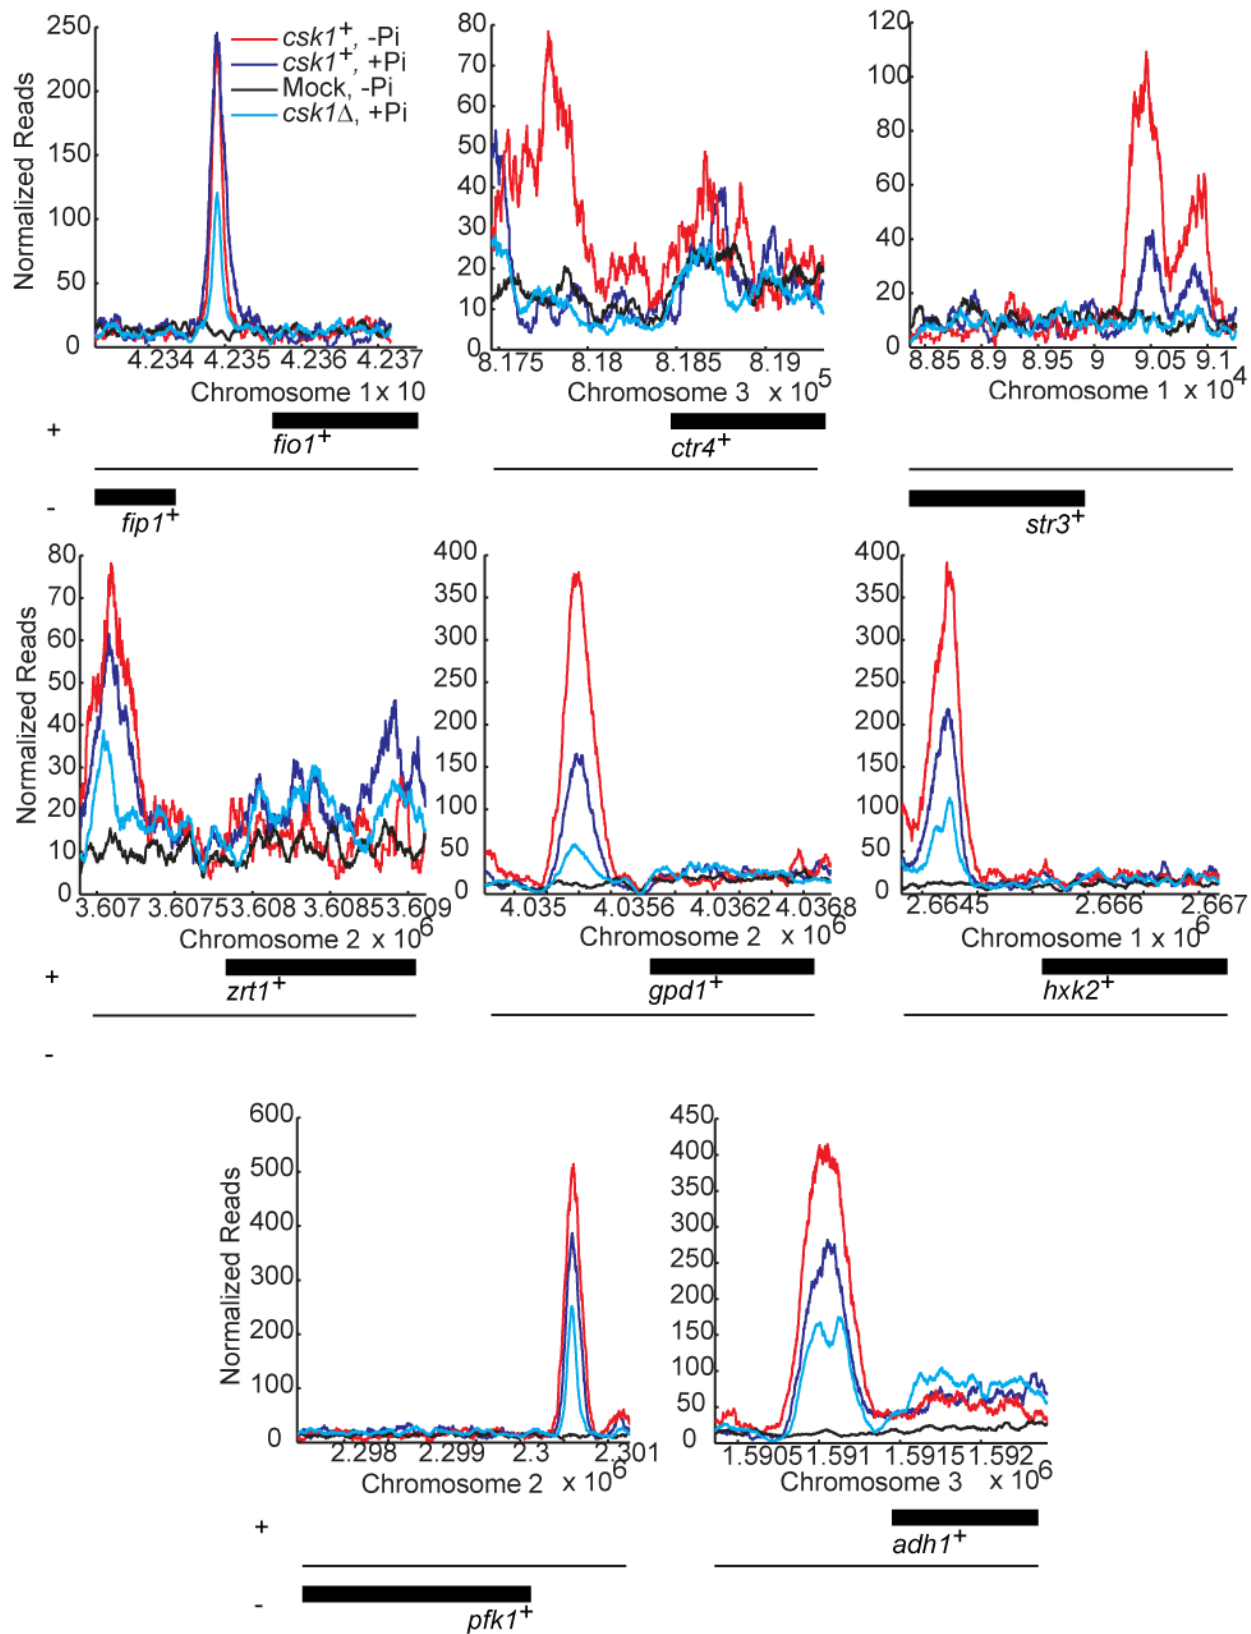 250
200
150
100
50
0
Normalized Reads
csk1+, -Pi
csk1+, +Pi
Mock, -Pi
csk1Δ, +Pi
4.234 4.235 4.236 4.237
Chromosome 1 x 10
80
70
60
50
40
30
20
10
0
8.175 8.18 8.185 8.19
Chromosome 3 x 10^5
120
100
80
60
40
20
0
8.85 8.9 8.95 9 9.05 9.1
Chromosome 1 x 10^4
+
fio1+
ctr4+
-
fip1+
str3+
80
70
60
50
40
30
20
10
0
Normalized Reads
3.607 3.6075 3.608 3.6085 3.609
Chromosome 2 x 10^6
400
350
300
250
200
150
100
50
0
4.035 4.0356 4.0362 4.0368
Chromosome 2 x 10^6
400
350
300
250
200
150
100
50
0
2.66445 2.666 2.667
Chromosome 1 x 10^6
+
zrt1+
gpd1+
hxk2+
-
600
500
400
300
200
100
0
Normalized Reads
2.298 2.299 2.3 2.301
Chromosome 2 x 10^6
450
400
350
300
250
200
150
100
50
0
1.5905 1.591 1.5915 1.592
Chromosome 3 x 10^6
+
adh1+
-
pfk1+